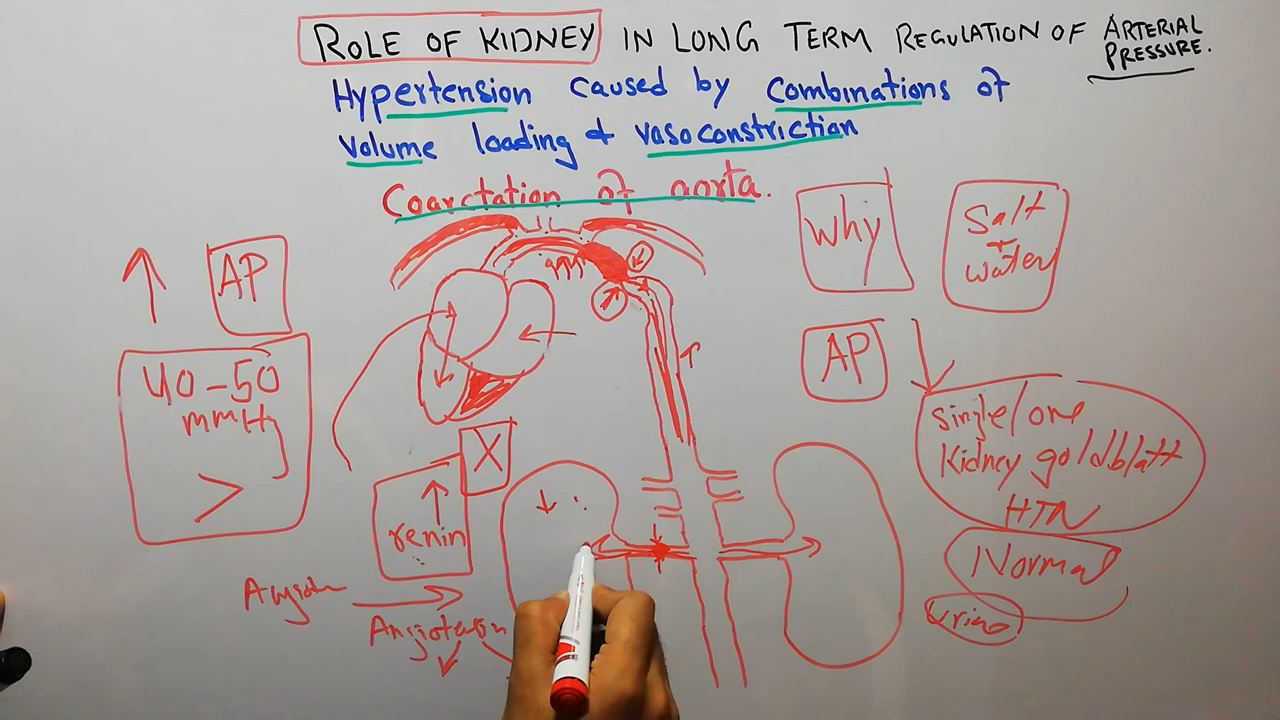 ROLE OF KIDNEY IN LONG TERM REGULATION OF ARTERIAL PRESSURE.
Hypertension caused by combinations of
volume loading & vasoconstriction
Coarctation of aorta.
AP
40-50
mmHg
>
X
renin
Angiotensin
Why
Salt
+
water
AP
single/one
Kidney goldblatt
HTN
Normal
urine